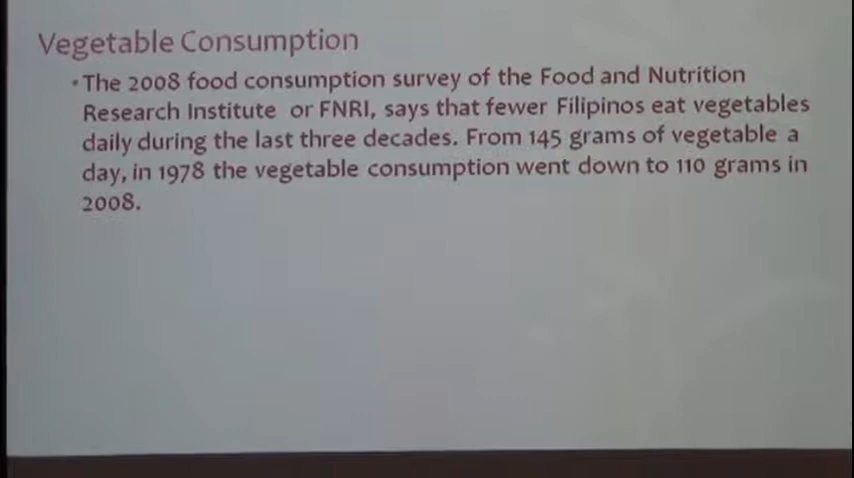 Vegetable Consumption
• The 2008 food consumption survey of the Food and Nutrition
Research Institute or FNRI, says that fewer Filipinos eat vegetables
daily during the last three decades. From 145 grams of vegetable a
day, in 1978 the vegetable consumption went down to 110 grams in
2008.